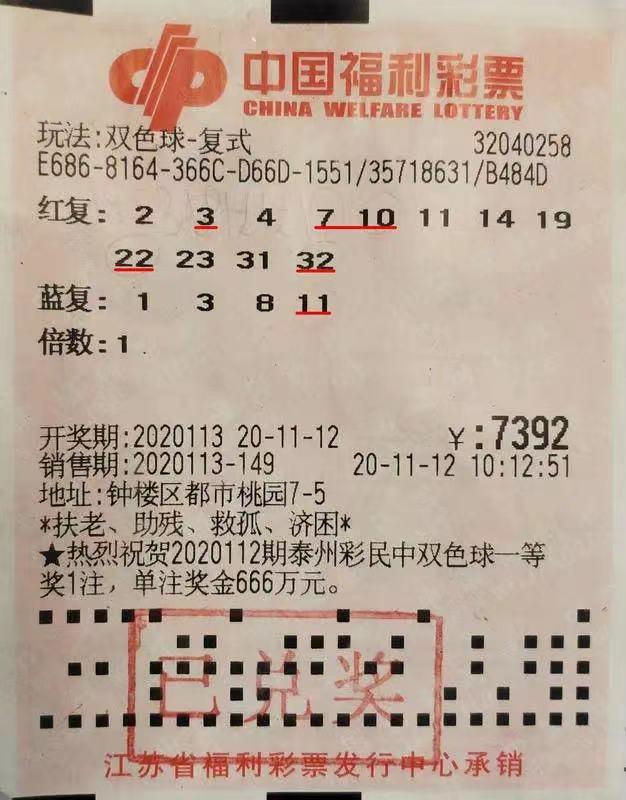 中国福利彩票
CHINA WELFARE LOTTERY
玩法:双色球-复式 32040258
E686-8164-366C-D66D-1551/35718631/B484D
红复: 2 3 4 7 10 11 14 19
22 23 31 32
蓝复: 1 3 8 11
倍数:1
开奖期:2020113 20-11-12 ￥:7392
销售期:2020113-149 20-11-12 10:12:51
地址:钟楼区都市桃园7-5
*扶老、助残、救孤、济困*
★热烈祝贺2020112期泰州彩民中双色球一等
奖1注，单注奖金666万元。
已兑奖
江苏省福利彩票发行中心承销